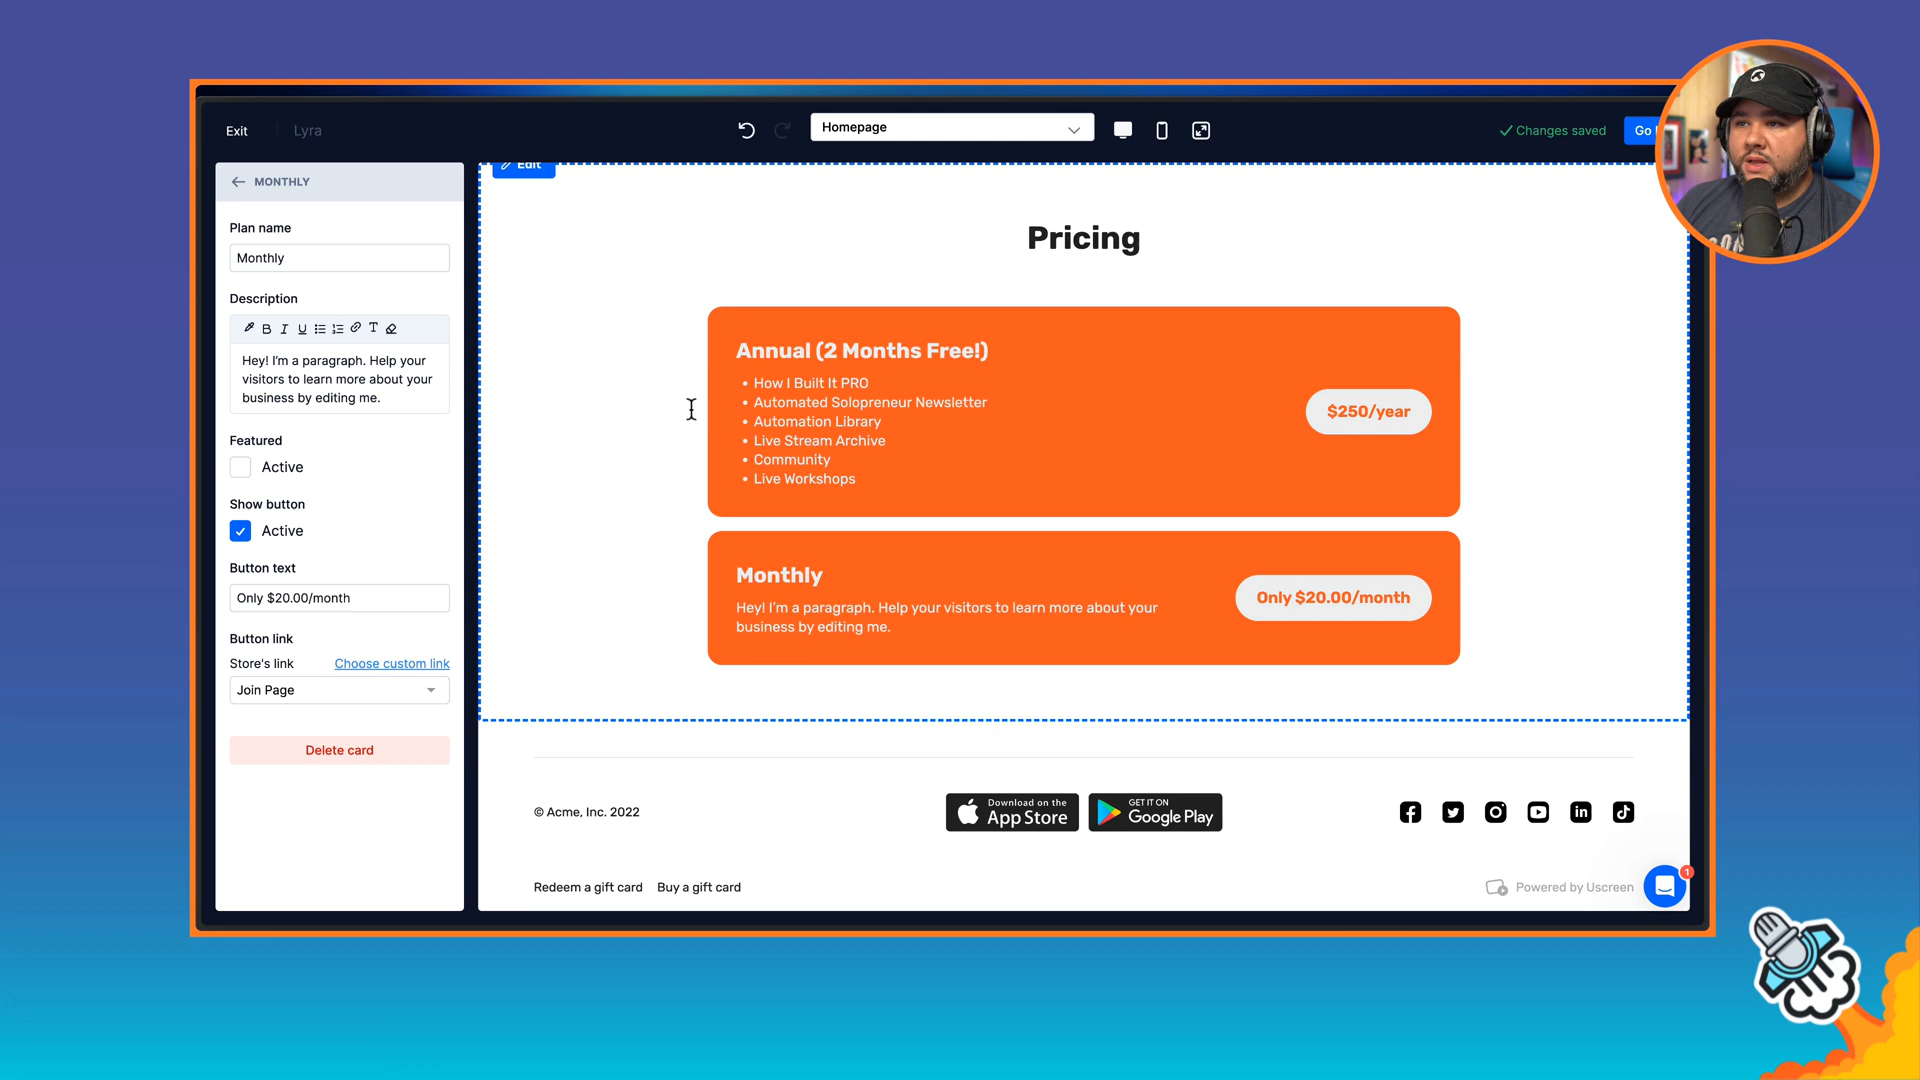 Exit
Lyra
Homepage
Changes saved
Go
MONTHLY
Plan name
Monthly
Description
Hey! I'm a paragraph. Help your
visitors to learn more about your
business by editing me.
Featured
Active
Show button
Active
Button text
Only $20.00/month
Button link
Store's link
Choose custom link
Join Page
Delete card
Edit
Pricing
Annual (2 Months Free!)
• How I Built It PRO
• Automated Solopreneur Newsletter
• Automation Library
• Live Stream Archive
• Community
• Live Workshops
$250/year
Monthly
Hey! I'm a paragraph. Help your visitors to learn more about your
business by editing me.
Only $20.00/month
© Acme, Inc. 2022
Download on the
App Store
GET IT ON
Google Play
Redeem a gift card
Buy a gift card
Powered by Uscreen
1